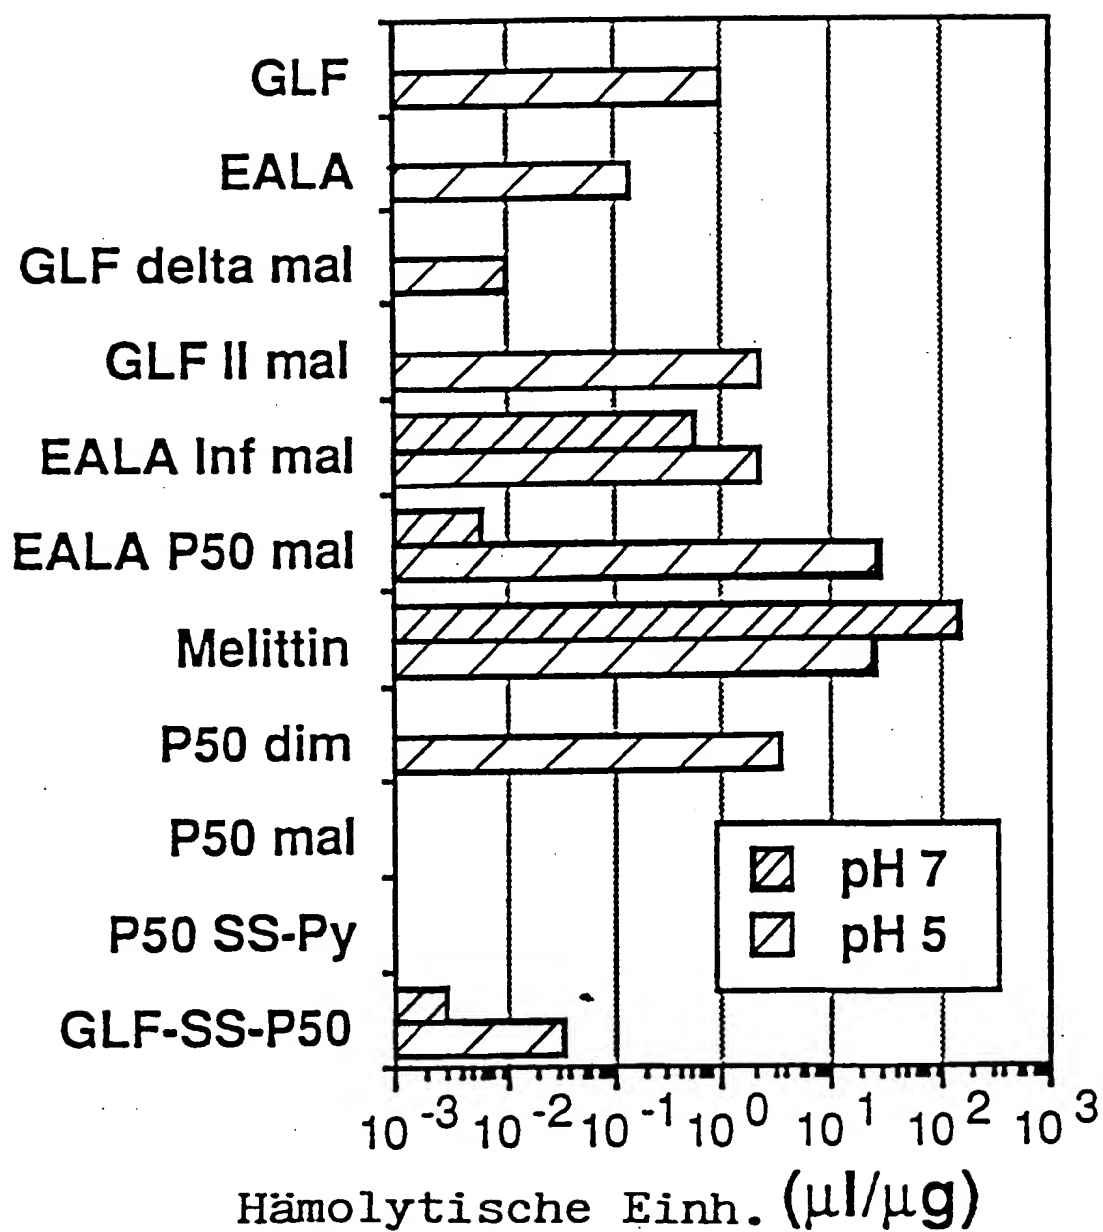 GLF
EALA
GLF delta mal
GLF II mal
EALA Inf mal
EALA P50 mal
Melittin
P50 dim
P50 mal
P50 SS-Py
GLF-SS-P50
pH 7
pH 5
10^-3 10^-2 10^-1 10^0 10^1 10^2 10^3
Hämolytische Einh. (µl/µg)